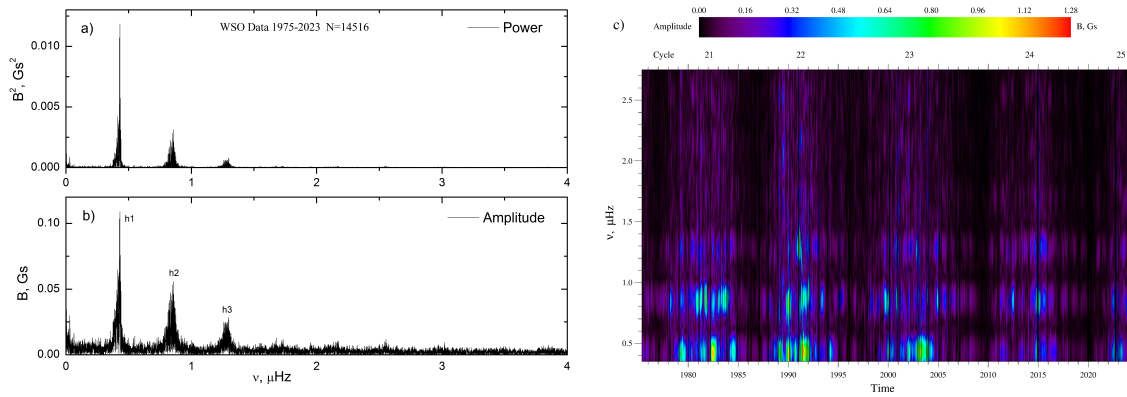 a)
WSO Data 1975-2023 N=14516
Power
B², Gs²
0.010
0.005
0.000
0 1 2 3 4
b)
Amplitude
h1
h2
h3
B, Gs
0.10
0.05
0.00
0 1 2 3 4
ν, μHz
c)
0.00 0.16 0.32 0.48 0.64 0.80 0.96 1.12 1.28
Amplitude B, Gs
Cycle 21 22 23 24 25
ν, μHz
2.5
2.0
1.5
1.0
0.5
1980 1985 1990 1995 2000 2005 2010 2015 2020
Time